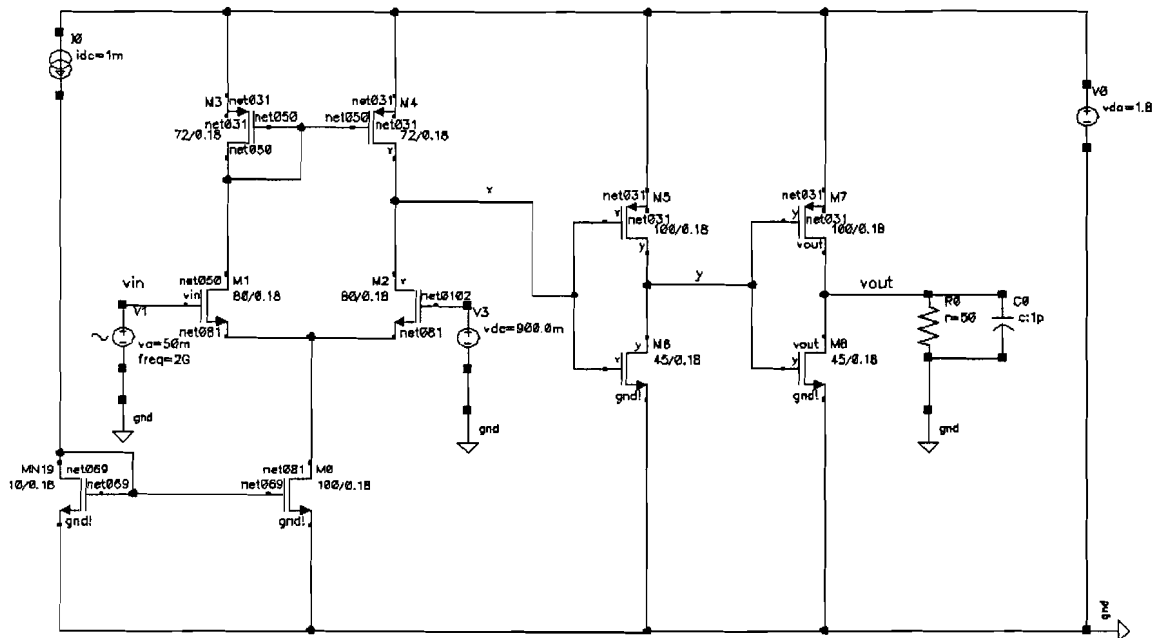 I0
idc=1m
M3
net031
net031
net050
72/0.18
net050
net031
M4
net050
net031
72/0.18
Y
Y
V0
vdc=1.8
net031
M5
Y
net031
100/0.18
y
y
net031
M7
y
net031
100/0.18
vout
vout
R0
r=50
C0
c:1p
net050
M1
vin
vin
80/0.18
net081
V1
va=50m
freq=2G
gnd
M2
Y
80/0.18
net0102
net081
V3
vdc=900.0m
gnd
y
M6
Y
45/0.18
gnd!
vout
M8
y
45/0.18
gnd!
gnd
MN19
net069
10/0.18
net069
gnd!
net081
M0
net069
100/0.18
gnd!
gnd